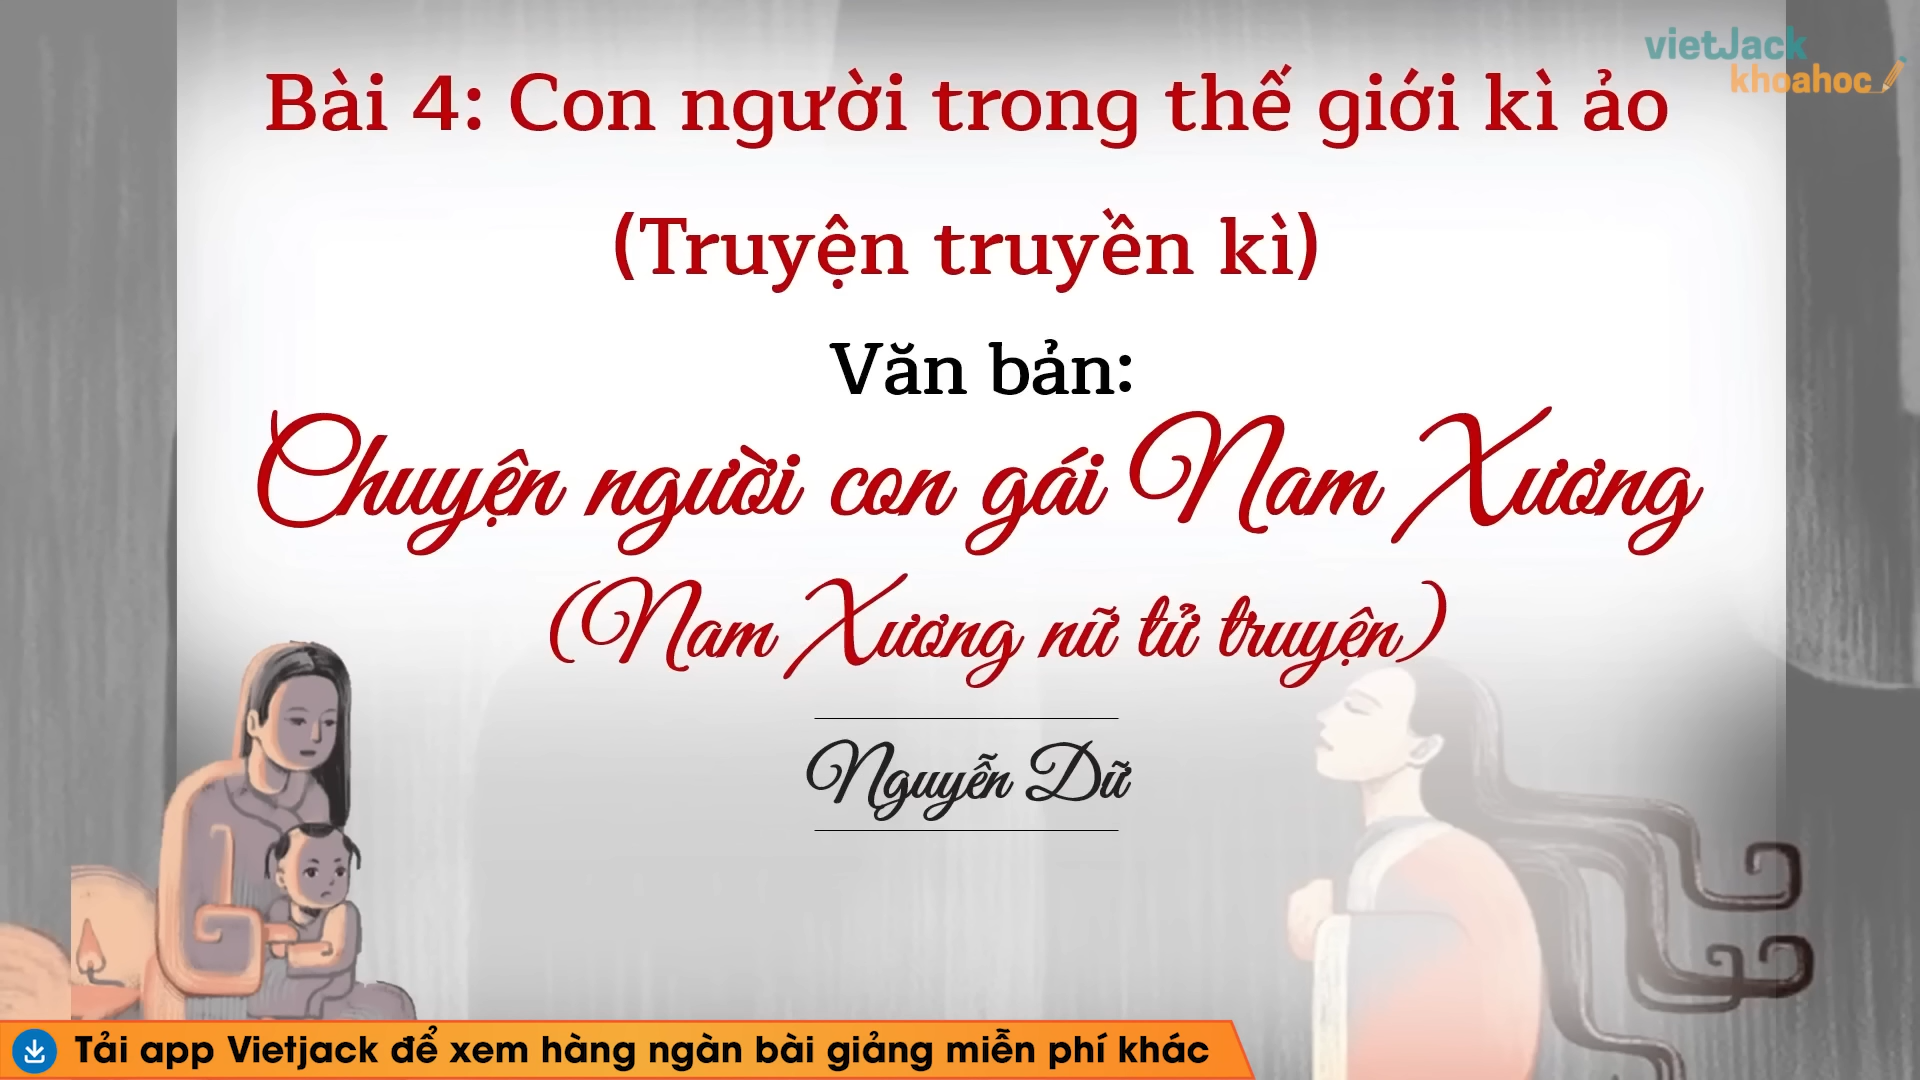 vietJack
khoahoc
Bài 4: Con người trong thế giới kì ảo
(Truyện truyền kì)
Văn bản:
Chuyện người con gái Nam Xương
(Nam Xương nữ tử truyện)
Nguyễn Dữ
Tải app Vietjack để xem hàng ngàn bài giảng miễn phí khác